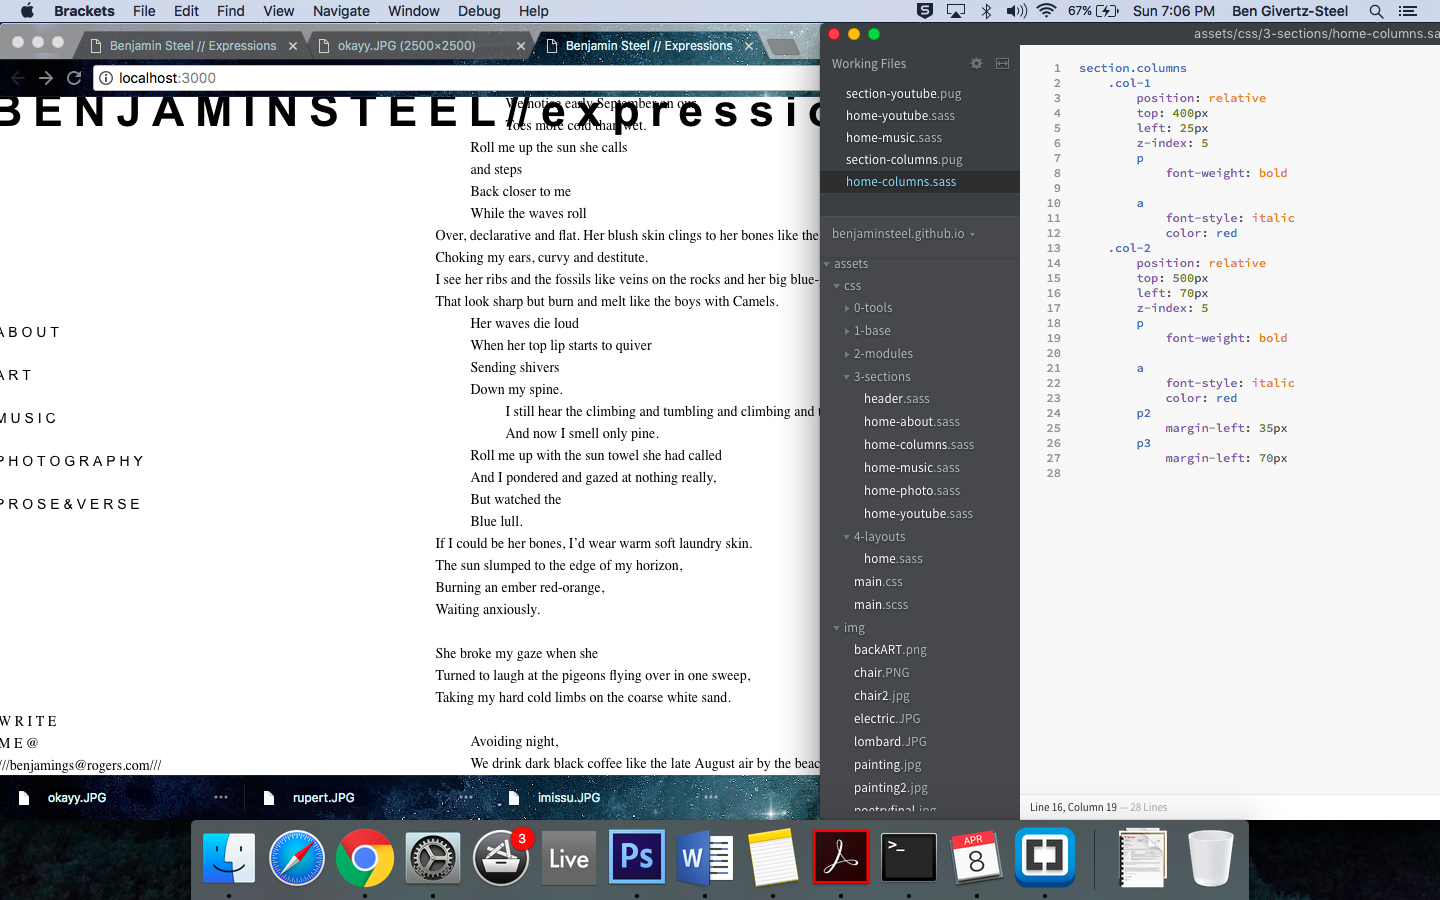 Brackets File Edit Find View Navigate Window Debug Help
67% Sun 7:06 PM Ben Givertz-Steel
Benjamin Steel // Expressions
okayy.JPG (2500×2500)
Benjamin Steel // Expressions
localhost:3000
BENJAMINSTEEL//expressio
We notice early September on our
Toes more cold than wet.
Roll me up the sun she calls
and steps
Back closer to me
While the waves roll
Over, declarative and flat. Her blush skin clings to her bones like the
Choking my ears, curvy and destitute.
I see her ribs and the fossils like veins on the rocks and her big blue-
That look sharp but burn and melt like the boys with Camels.
Her waves die loud
When her top lip starts to quiver
Sending shivers
Down my spine.
I still hear the climbing and tumbling and climbing and t
And now I smell only pine.
Roll me up with the sun towel she had called
And I pondered and gazed at nothing really,
But watched the
Blue lull.
If I could be her bones, I’d wear warm soft laundry skin.
The sun slumped to the edge of my horizon,
Burning an ember red-orange,
Waiting anxiously.
She broke my gaze when she
Turned to laugh at the pigeons flying over in one sweep,
Taking my hard cold limbs on the coarse white sand.
Avoiding night,
We drink dark black coffee like the late August air by the beac
ABOUT
ART
MUSIC
PHOTOGRAPHY
PROSE&VERSE
WRITE
ME@
///benjamings@rogers.com///
okayy.JPG
rupert.JPG
imissu.JPG
assets/css/3-sections/home-columns.sa
Working Files
section-youtube.pug
home-youtube.sass
home-music.sass
section-columns.pug
home-columns.sass
benjaminsteel.github.io
assets
css
0-tools
1-base
2-modules
3-sections
header.sass
home-about.sass
home-columns.sass
home-music.sass
home-photo.sass
home-youtube.sass
4-layouts
home.sass
main.css
main.scss
img
backART.png
chair.PNG
chair2.jpg
electric.JPG
lombard.JPG
painting.jpg
painting2.jpg
poetryfinal.jpg
1 section.columns
2 .col-1
3 position: relative
4 top: 400px
5 left: 25px
6 z-index: 5
7 p
8 font-weight: bold
9
10 a
11 font-style: italic
12 color: red
13 .col-2
14 position: relative
15 top: 500px
16 left: 70px
17 z-index: 5
18 p
19 font-weight: bold
20
21 a
22 font-style: italic
23 color: red
24 p2
25 margin-left: 35px
26 p3
27 margin-left: 70px
28
Line 16, Column 19 — 28 Lines
3
Live
Ps
W
>_
APR
8